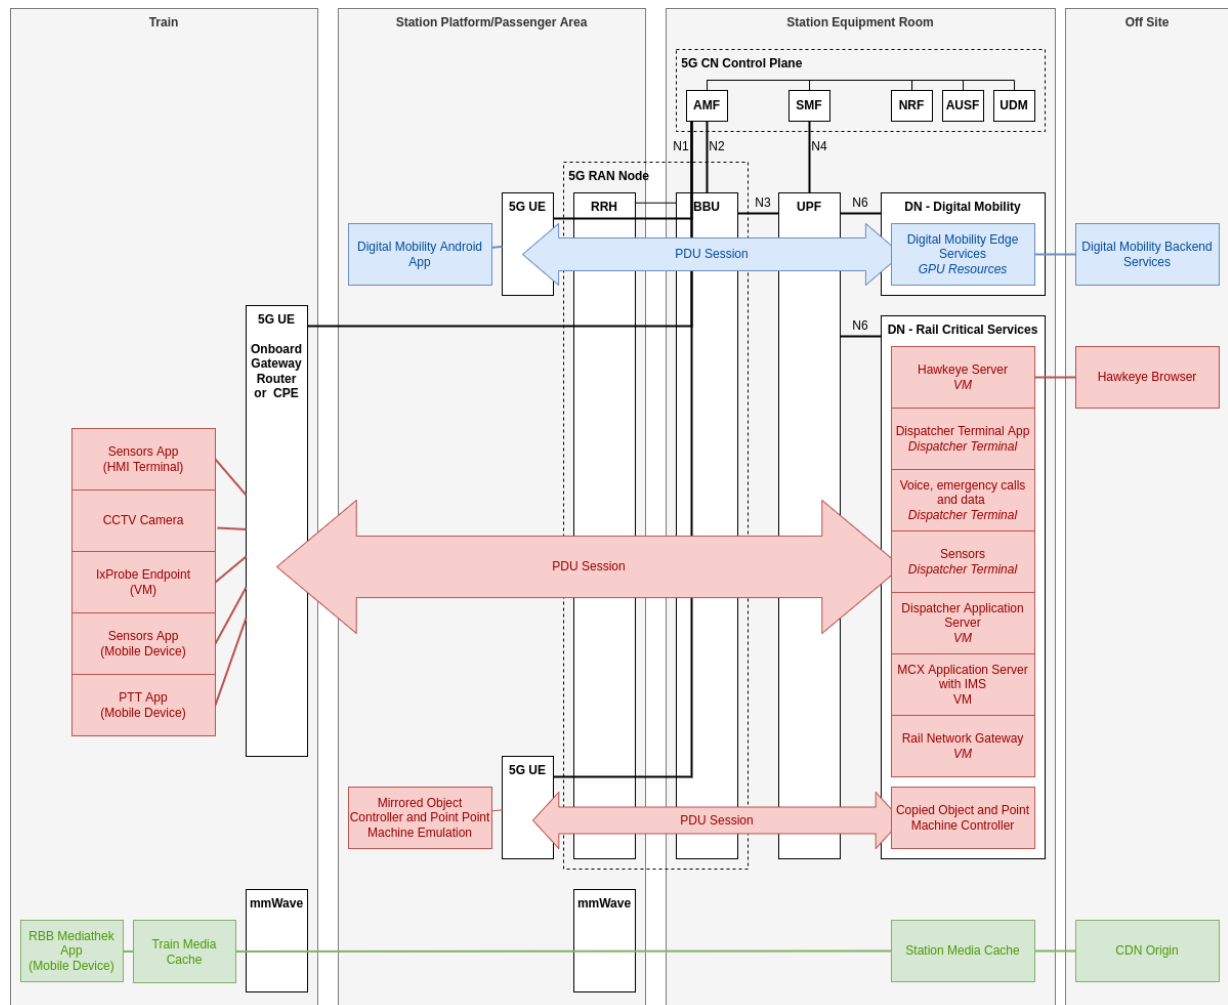 Train
Station Platform/Passenger Area
Station Equipment Room
Off Site
5G CN Control Plane
AMF
SMF
NRF
AUSF
UDM
N1
N2
N4
5G RAN Node
5G UE
RRH
BBU
N3
UPF
N6
DN - Digital Mobility
Digital Mobility Android
App
PDU Session
Digital Mobility Edge
Services
GPU Resources
Digital Mobility Backend
Services
5G UE
Onboard
Gateway
Router
or CPE
N6
DN - Rail Critical Services
Hawkeye Server
VM
Hawkeye Browser
Dispatcher Terminal App
Dispatcher Terminal
Voice, emergency calls
and data
Dispatcher Terminal
Sensors
Dispatcher Terminal
Dispatcher Application
Server
VM
MCX Application Server
with IMS
VM
Rail Network Gateway
VM
Sensors App
(HMI Terminal)
CCTV Camera
IxProbe Endpoint
(VM)
Sensors App
(Mobile Device)
PTT App
(Mobile Device)
PDU Session
5G UE
Mirrored Object
Controller and Point Point
Machine Emulation
PDU Session
Copied Object and Point
Machine Controller
mmWave
mmWave
RBB Mediathek
App
(Mobile Device)
Train Media
Cache
Station Media Cache
CDN Origin